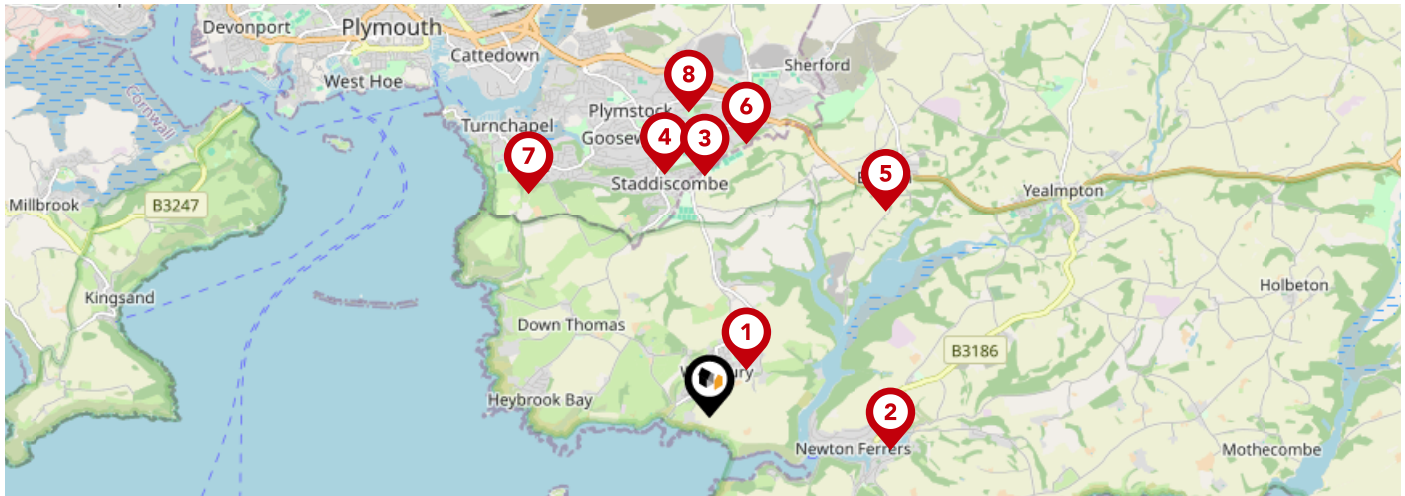 Devonport
Plymouth
Cattedown
West Hoe
Sherford
8
Cornwall
Plymstock
6
Turnchapel
Goosew
4
3
7
Staddiscombe
5
Yealmpton
Millbrook
B3247
Kingsand
Holbeton
Down Thomas
1
B3186
Heybrook Bay
2
Newton Ferrers
Mothecombe